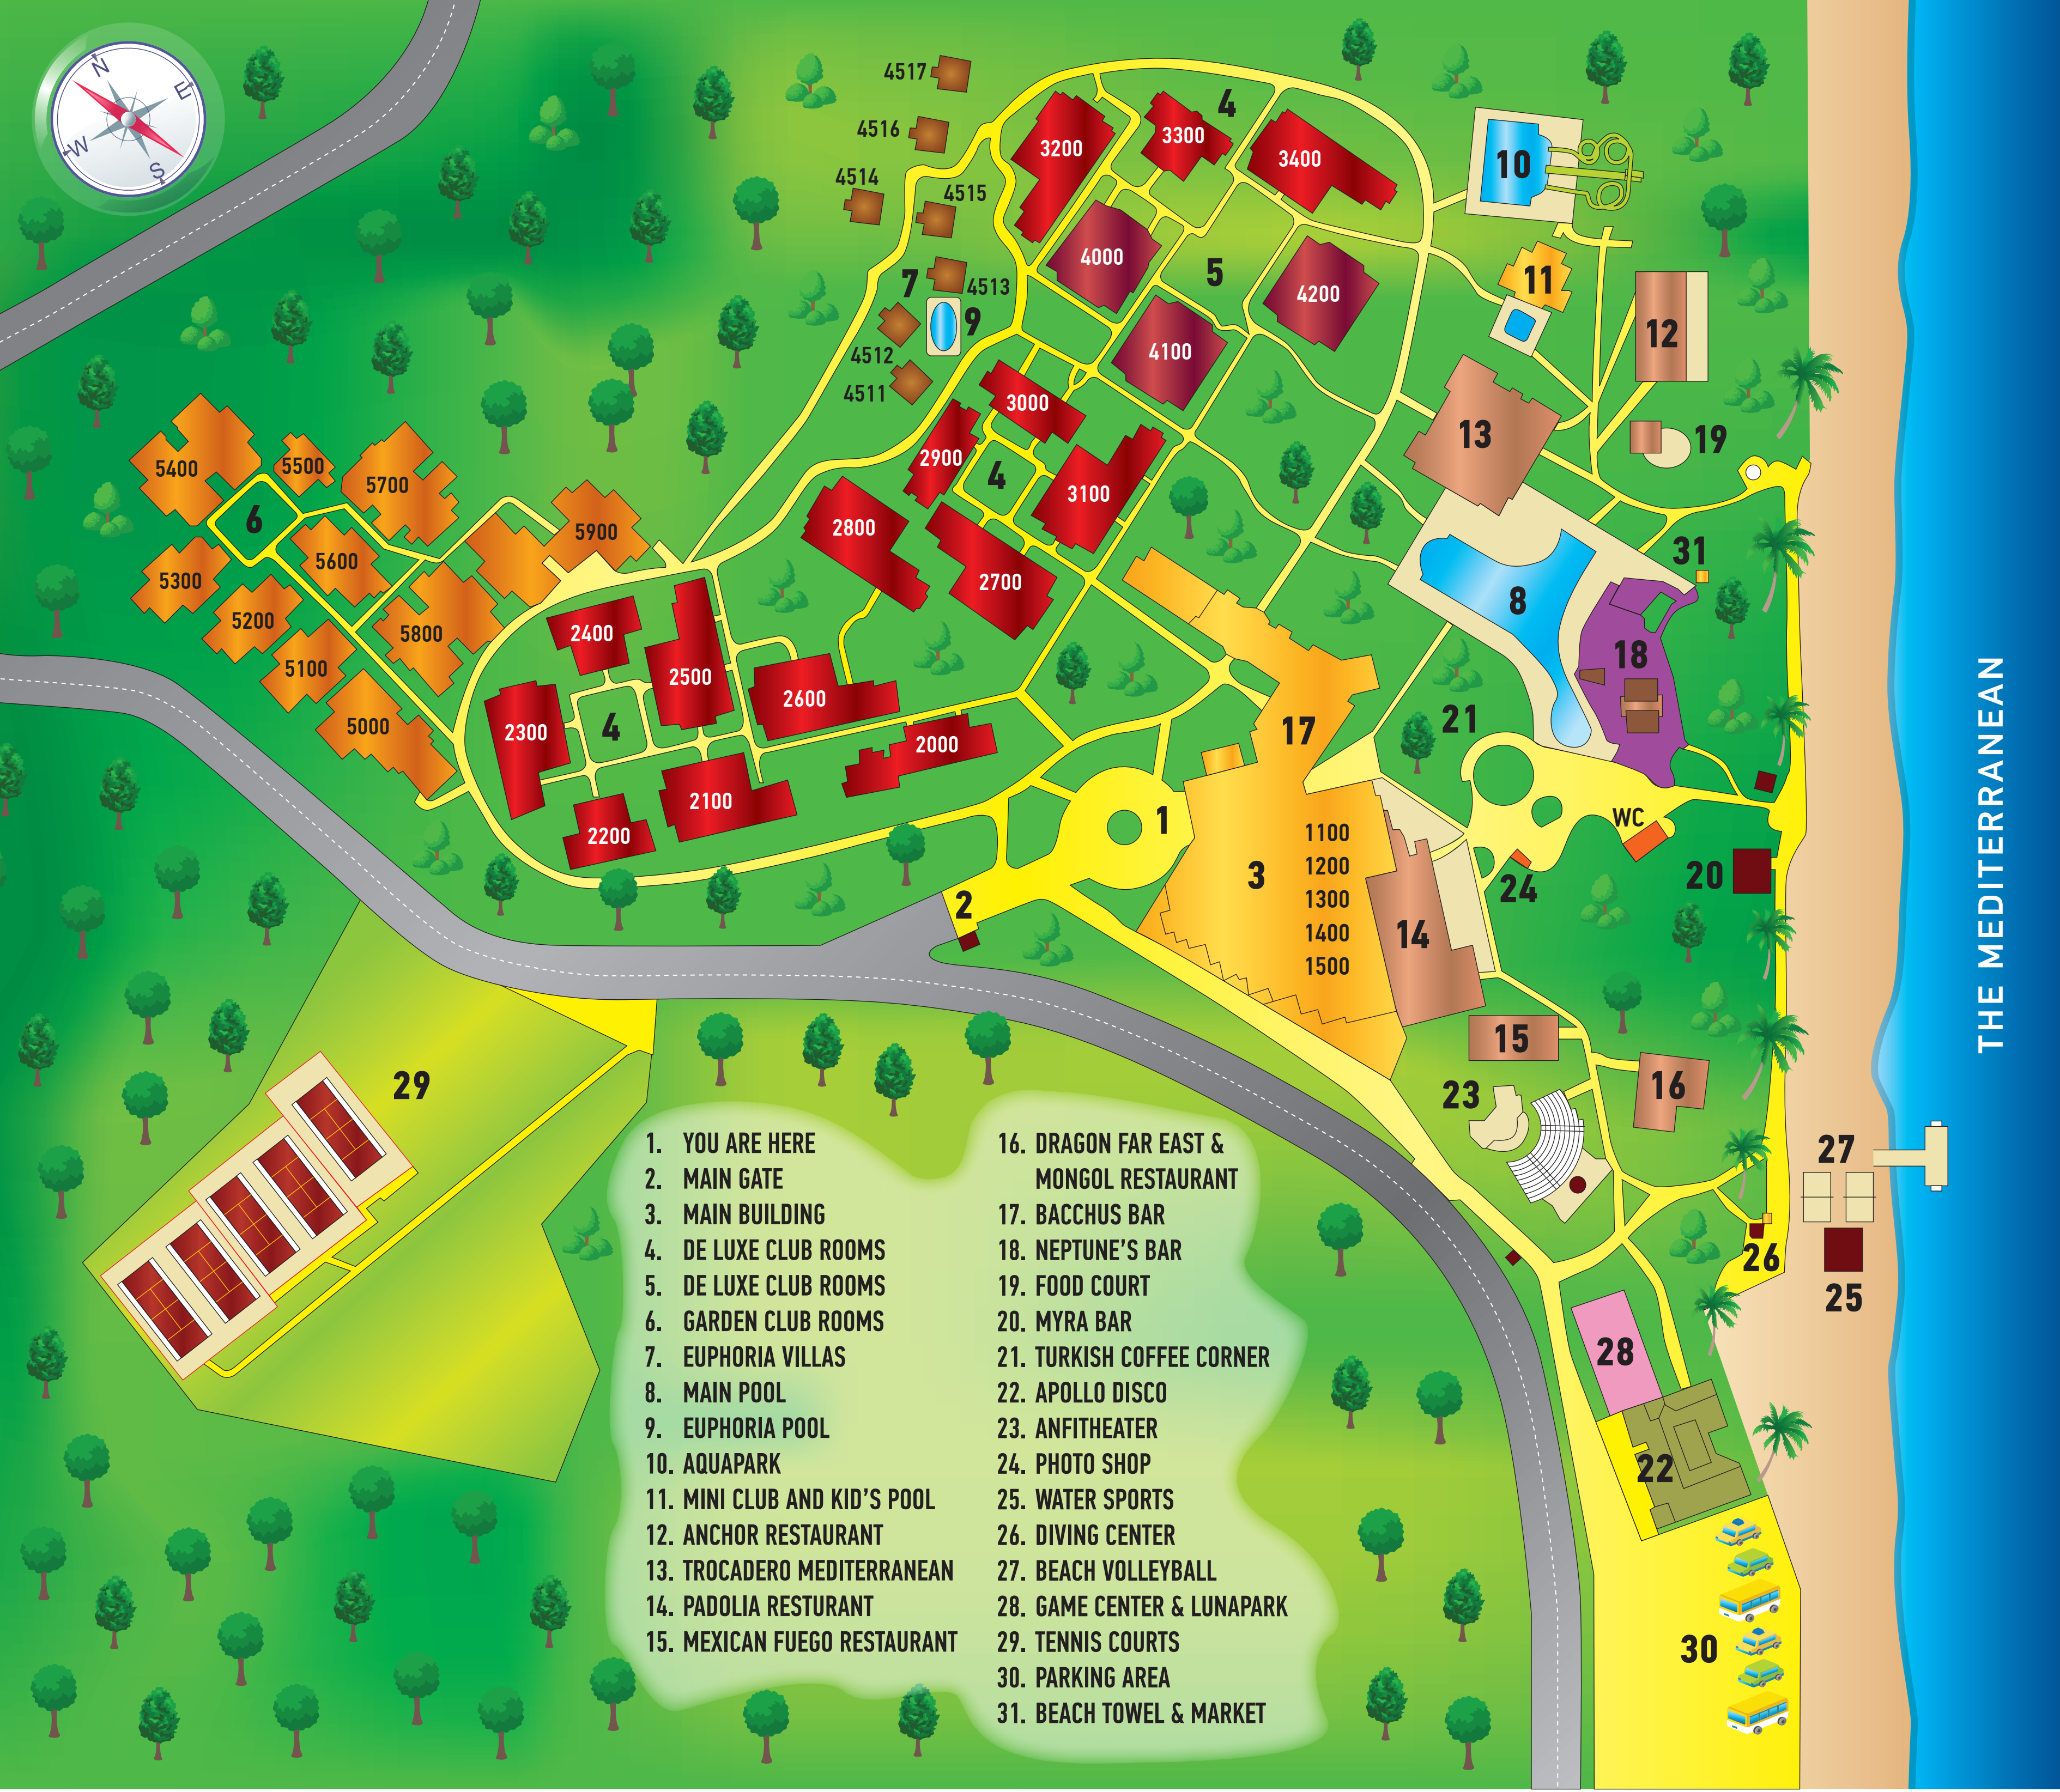 N
E
W
S
4517
4516
4514
4515
4513
4512
4511
7
9
3200
3300
4
3400
4000
5
4200
4100
10
11
12
13
19
3000
2900
4
3100
2800
2700
5400
5500
5700
6
5600
5900
5300
5200
5800
5100
5000
2400
2500
2600
2300
4
2000
2100
2200
31
8
18
21
17
1
WC
THE MEDITERRANEAN
3
1100
1200
1300
1400
1500
14
24
20
2
15
16
23
27
26
25
28
22
30
29
1. YOU ARE HERE
2. MAIN GATE
3. MAIN BUILDING
4. DE LUXE CLUB ROOMS
5. DE LUXE CLUB ROOMS
6. GARDEN CLUB ROOMS
7. EUPHORIA VILLAS
8. MAIN POOL
9. EUPHORIA POOL
10. AQUAPARK
11. MINI CLUB AND KID'S POOL
12. ANCHOR RESTAURANT
13. TROCADERO MEDITERRANEAN
14. PADOLIA RESTURANT
15. MEXICAN FUEGO RESTAURANT
16. DRAGON FAR EAST &
MONGOL RESTAURANT
17. BACCHUS BAR
18. NEPTUNE'S BAR
19. FOOD COURT
20. MYRA BAR
21. TURKISH COFFEE CORNER
22. APOLLO DISCO
23. ANFITHEATER
24. PHOTO SHOP
25. WATER SPORTS
26. DIVING CENTER
27. BEACH VOLLEYBALL
28. GAME CENTER & LUNAPARK
29. TENNIS COURTS
30. PARKING AREA
31. BEACH TOWEL & MARKET